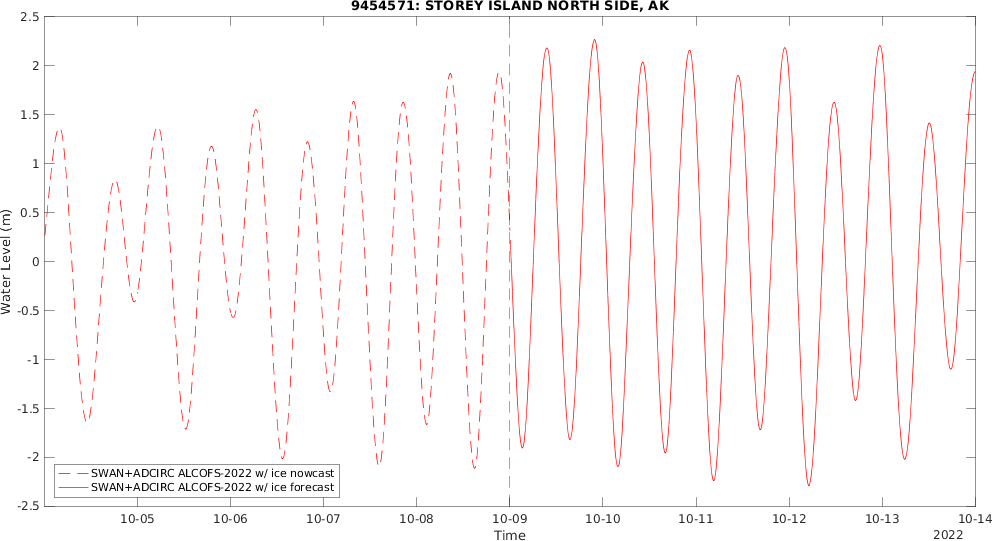 9454571: STOREY ISLAND NORTH SIDE, AK
2.5
2
1.5
1
0.5
0
-0.5
-1
-1.5
-2
-2.5
Water Level (m)
SWAN+ADCIRC ALCOFS-2022 w/ ice nowcast
SWAN+ADCIRC ALCOFS-2022 w/ ice forecast
10-05 10-06 10-07 10-08 10-09 10-10 10-11 10-12 10-13 10-14
Time
2022